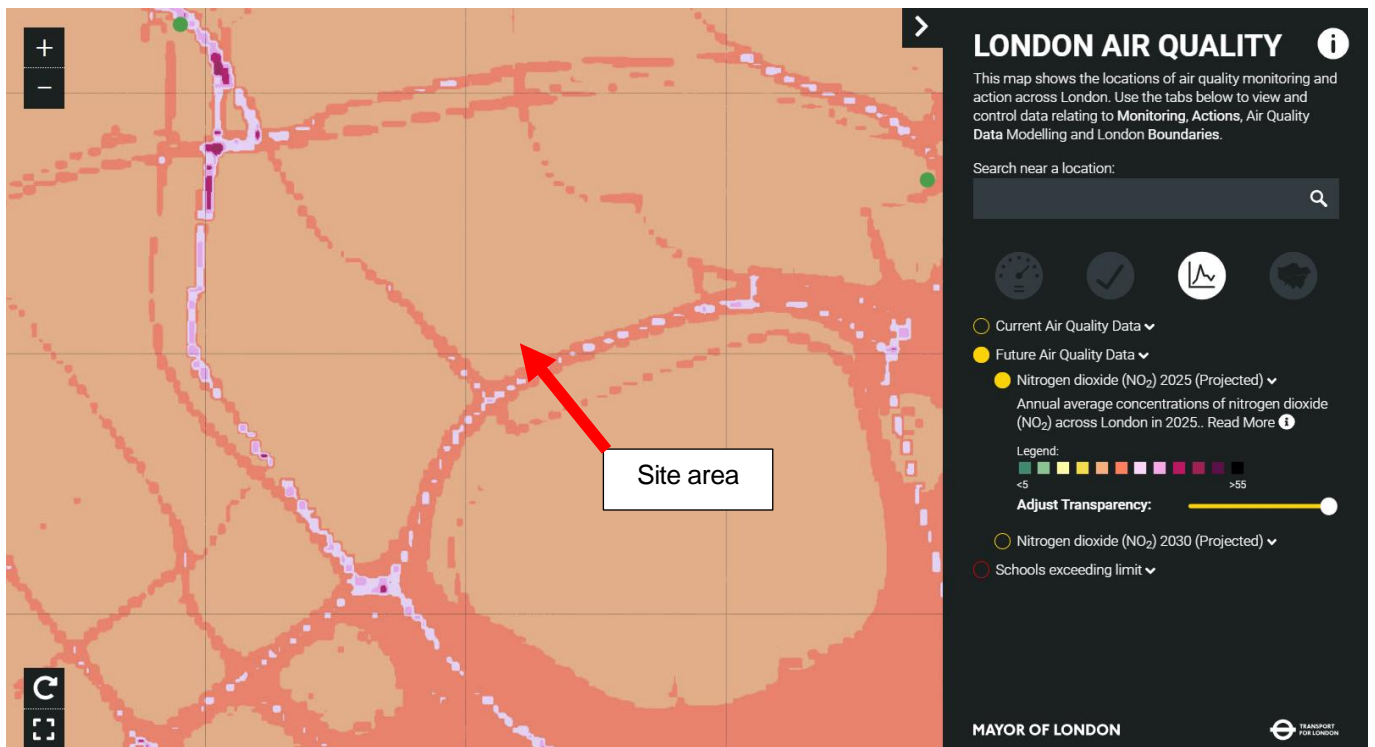 +
−
Site area
LONDON AIR QUALITY
i
This map shows the locations of air quality monitoring and
action across London. Use the tabs below to view and
control data relating to Monitoring, Actions, Air Quality
Data Modelling and London Boundaries.
Search near a location:
Current Air Quality Data
Future Air Quality Data
Nitrogen dioxide (NO₂) 2025 (Projected)
Annual average concentrations of nitrogen dioxide
(NO₂) across London in 2025.. Read More i
Legend:
<5 >55
Adjust Transparency:
Nitrogen dioxide (NO₂) 2030 (Projected)
Schools exceeding limit
MAYOR OF LONDON
TRANSPORT
FOR LONDON